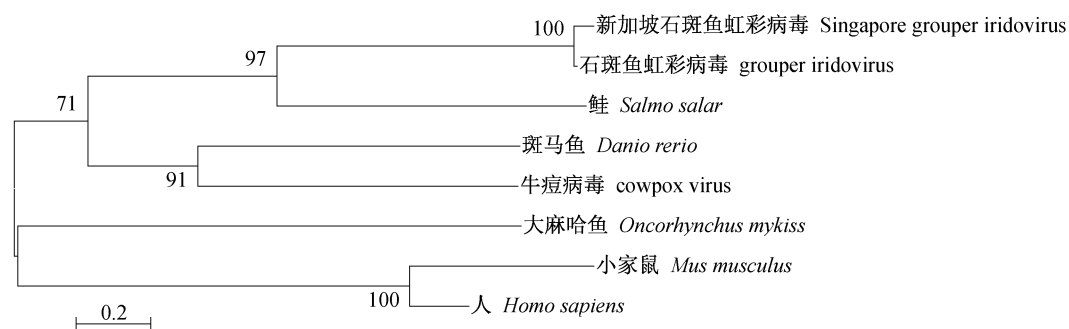 100 新加坡石斑鱼虹彩病毒 Singapore grouper iridovirus
97 石斑鱼虹彩病毒 grouper iridovirus
71 鲑 Salmo salar
斑马鱼 Danio rerio
91 牛痘病毒 cowpox virus
大麻哈鱼 Oncorhynchus mykiss
小家鼠 Mus musculus
100 人 Homo sapiens
0.2